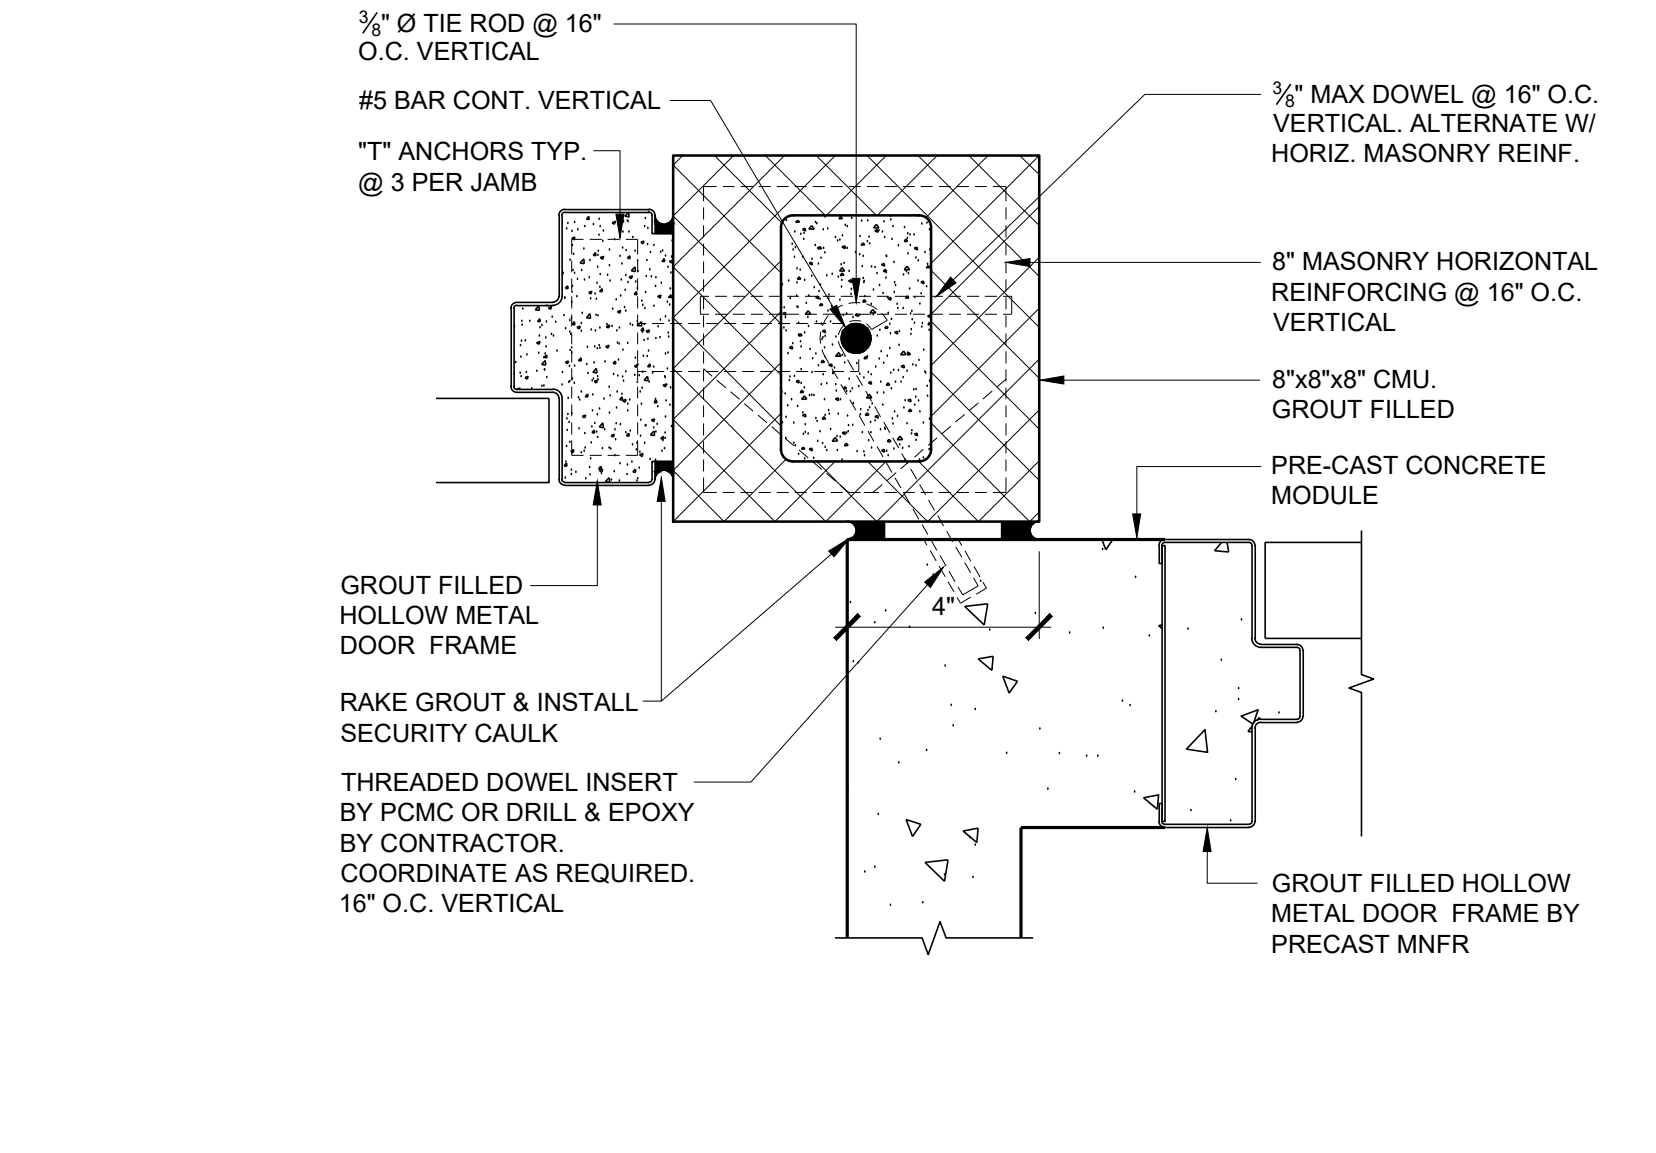 ⅜" Ø TIE ROD @ 16"
O.C. VERTICAL
#5 BAR CONT. VERTICAL
"T" ANCHORS TYP.
@ 3 PER JAMB
⅜" MAX DOWEL @ 16" O.C.
VERTICAL. ALTERNATE W/
HORIZ. MASONRY REINF.
8" MASONRY HORIZONTAL
REINFORCING @ 16" O.C.
VERTICAL
8"x8"x8" CMU.
GROUT FILLED
PRE-CAST CONCRETE
MODULE
GROUT FILLED
HOLLOW METAL
DOOR FRAME
4"
RAKE GROUT & INSTALL
SECURITY CAULK
THREADED DOWEL INSERT
BY PCMC OR DRILL & EPOXY
BY CONTRACTOR.
COORDINATE AS REQUIRED.
16" O.C. VERTICAL
GROUT FILLED HOLLOW
METAL DOOR FRAME BY
PRECAST MNFR